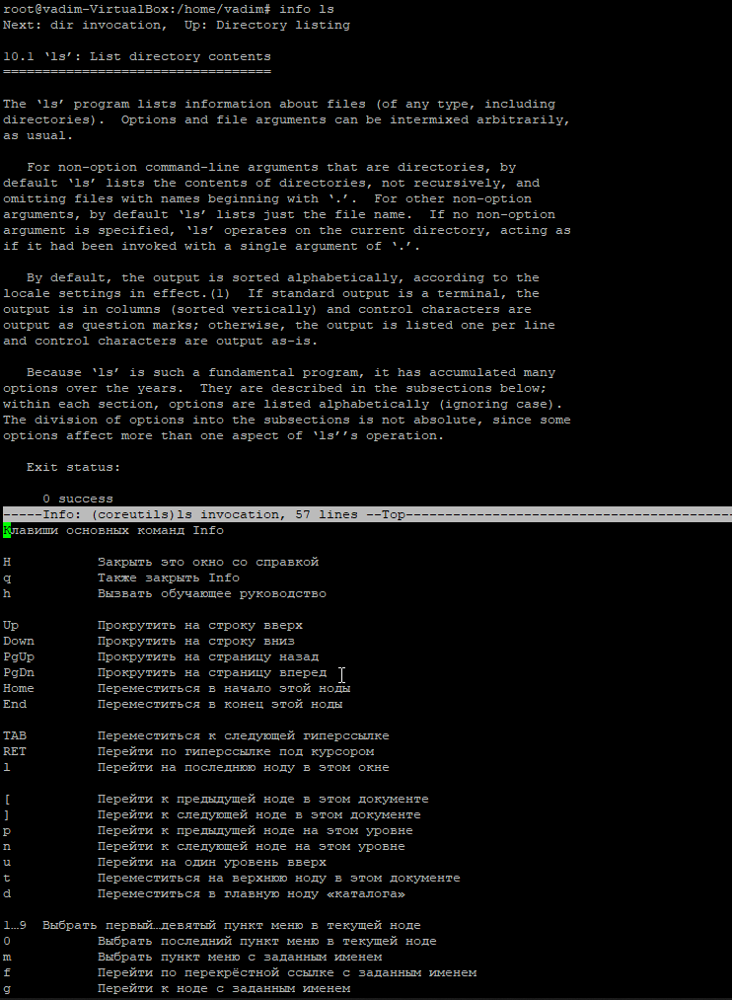 root@vadim-VirtualBox:/home/vadim# info ls
Next: dir invocation,  Up: Directory listing
10.1 ‘ls’: List directory contents
==================================
The ‘ls’ program lists information about files (of any type, including
directories).  Options and file arguments can be intermixed arbitrarily,
as usual.
For non-option command-line arguments that are directories, by
default ‘ls’ lists the contents of directories, not recursively, and
omitting files with names beginning with ‘.’.  For other non-option
arguments, by default ‘ls’ lists just the file name.  If no non-option
argument is specified, ‘ls’ operates on the current directory, acting as
if it had been invoked with a single argument of ‘.’.
By default, the output is sorted alphabetically, according to the
locale settings in effect.(1)  If standard output is a terminal, the
output is in columns (sorted vertically) and control characters are
output as question marks; otherwise, the output is listed one per line
and control characters are output as-is.
Because ‘ls’ is such a fundamental program, it has accumulated many
options over the years.  They are described in the subsections below;
within each section, options are listed alphabetically (ignoring case).
The division of options into the subsections is not absolute, since some
options affect more than one aspect of ‘ls’’s operation.
Exit status:
0 success
-----Info: (coreutils)ls invocation, 57 lines --Top-----------------------------------------
Клавиши основных команд Info
H           Закрыть это окно со справкой
q           Также закрыть Info
h           Вызвать обучающее руководство
Up          Прокрутить на строку вверх
Down        Прокрутить на строку вниз
PgUp        Прокрутить на страницу назад
PgDn        Прокрутить на страницу вперед
Home        Переместиться в начало этой ноды
End         Переместиться в конец этой ноды
TAB         Переместиться к следующей гиперссылке
RET         Перейти по гиперссылке под курсором
l           Перейти на последнюю ноду в этом окне
[           Перейти к предыдущей ноде в этом документе
]           Перейти к следующей ноде в этом документе
p           Перейти к предыдущей ноде на этом уровне
n           Перейти к следующей ноде на этом уровне
u           Перейти на один уровень вверх
t           Переместиться на верхнюю ноду в этом документе
d           Переместиться в главную ноду «каталога»
1…9  Выбрать первый…девятый пункт меню в текущей ноде
0           Выбрать последний пункт меню в текущей ноде
m           Выбрать пункт меню с заданным именем
f           Перейти по перекрёстной ссылке с заданным именем
g           Перейти к ноде с заданным именем